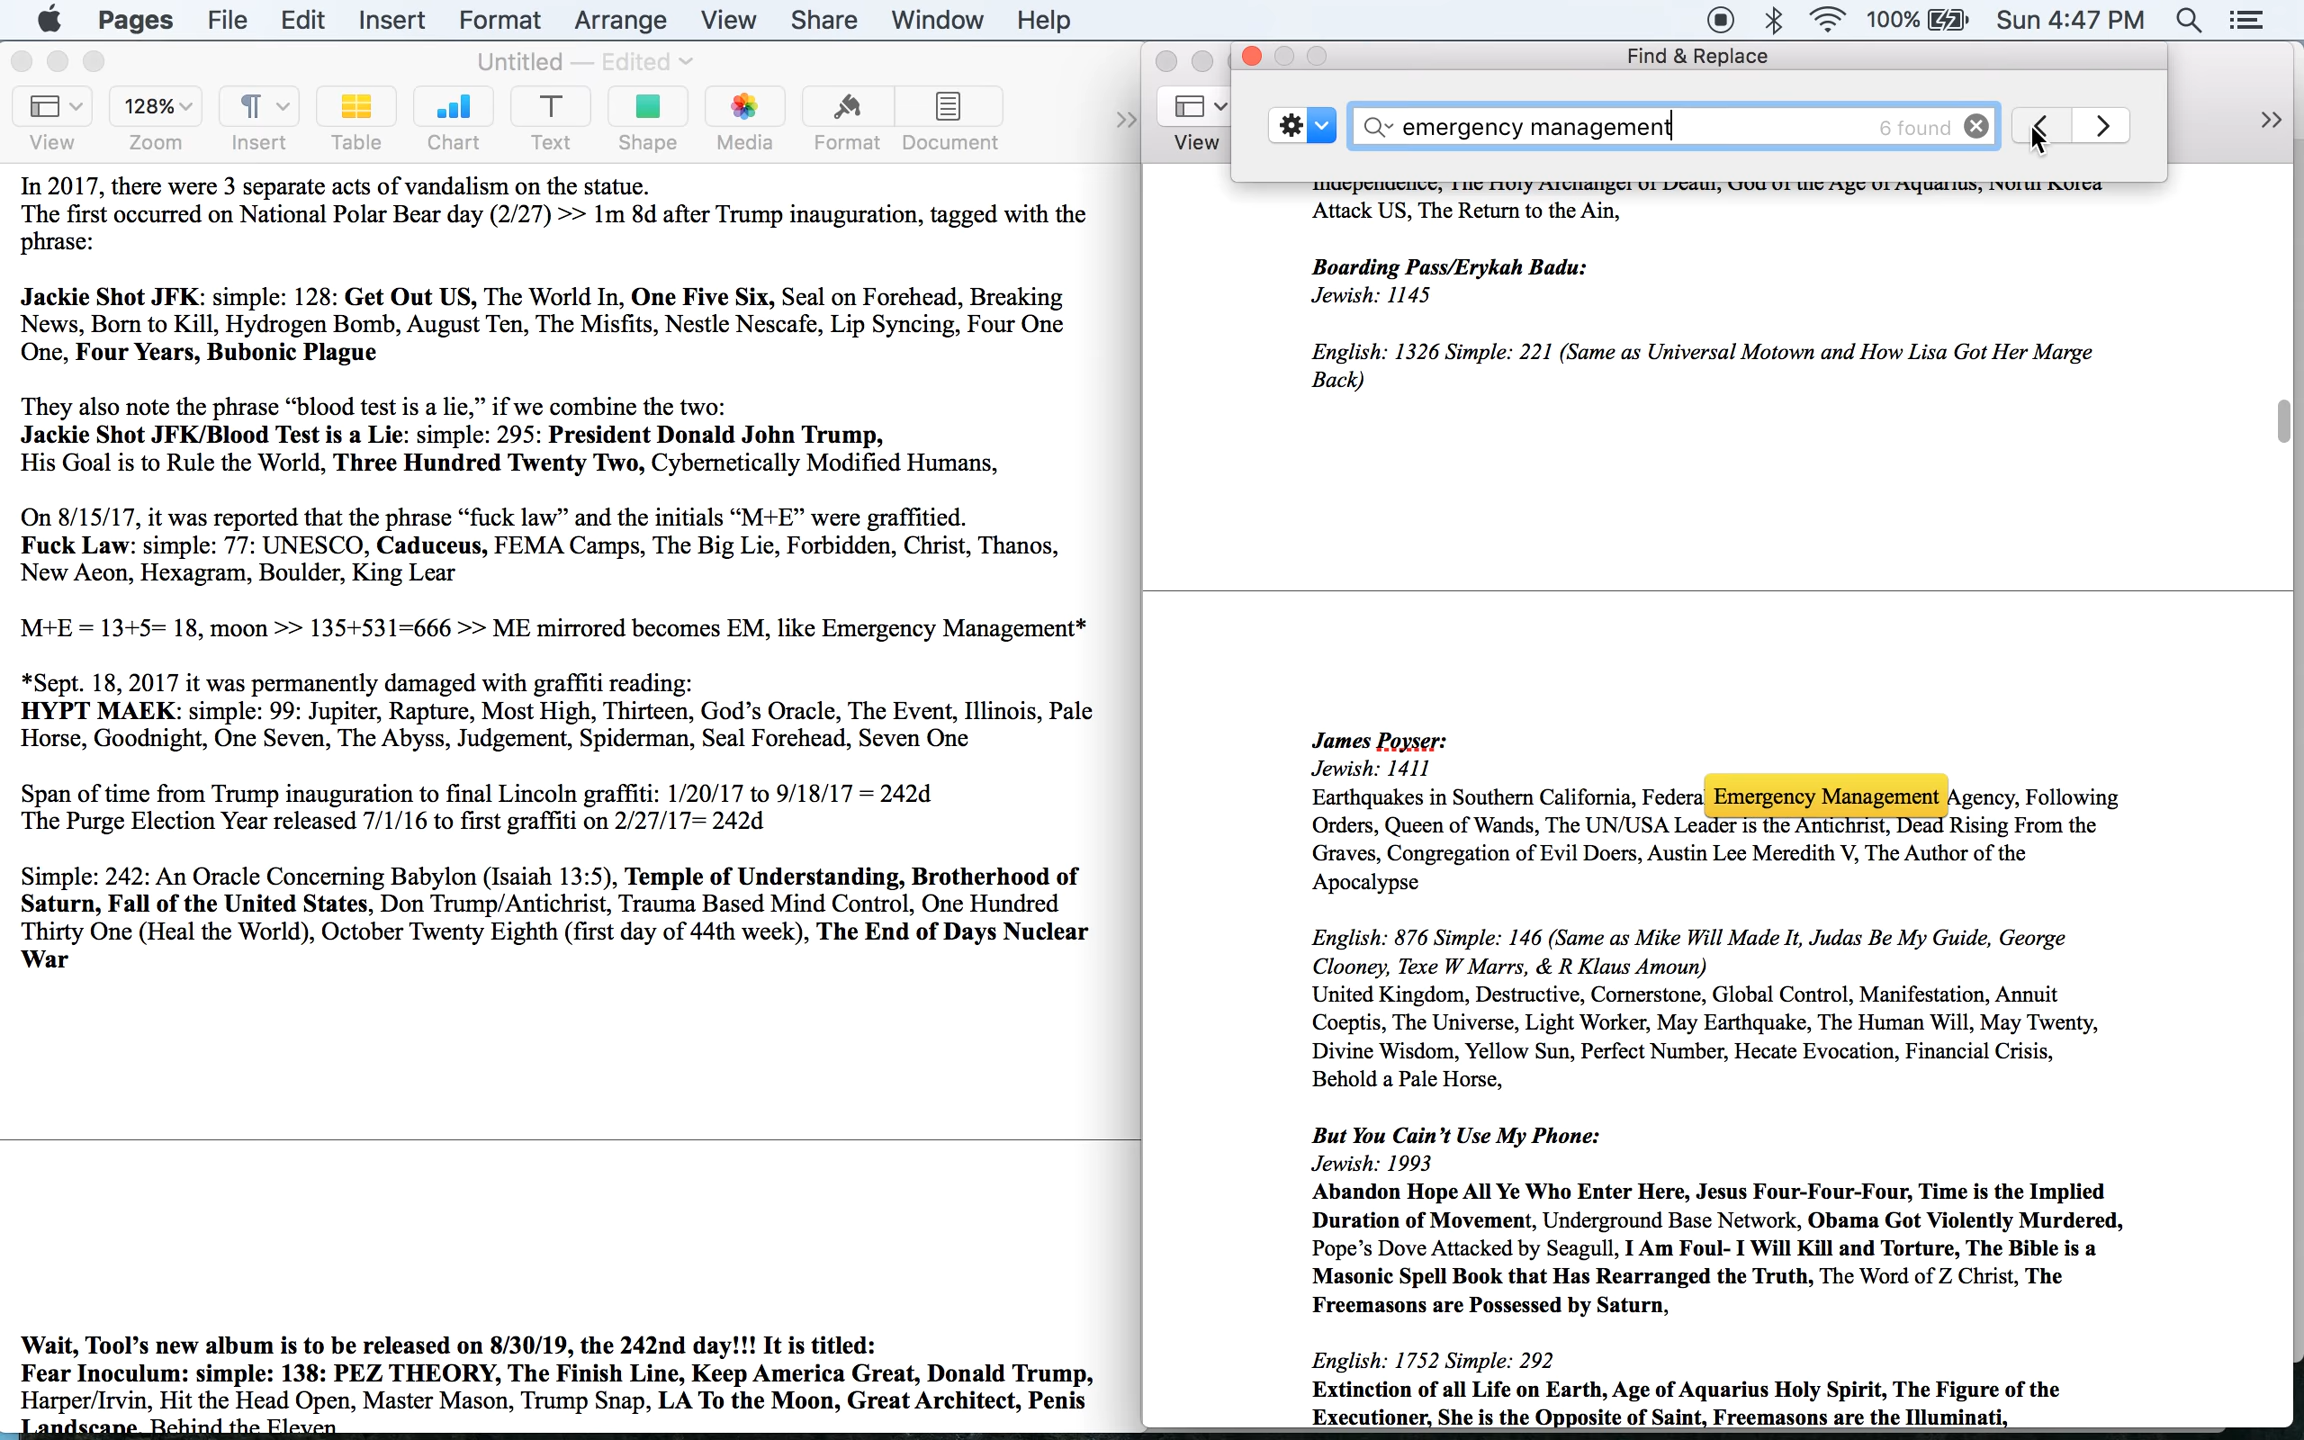 Pages File Edit Insert Format Arrange View Share Window Help 100% Sun 4:47 PM
Untitled — Edited
128%
View Zoom Insert Table Chart Text Shape Media Format Document
In 2017, there were 3 separate acts of vandalism on the statue.
The first occurred on National Polar Bear day (2/27) >> 1m 8d after Trump inauguration, tagged with the
phrase:
Jackie Shot JFK: simple: 128: Get Out US, The World In, One Five Six, Seal on Forehead, Breaking
News, Born to Kill, Hydrogen Bomb, August Ten, The Misfits, Nestle Nescafe, Lip Syncing, Four One
One, Four Years, Bubonic Plague
They also note the phrase “blood test is a lie,” if we combine the two:
Jackie Shot JFK/Blood Test is a Lie: simple: 295: President Donald John Trump,
His Goal is to Rule the World, Three Hundred Twenty Two, Cybernetically Modified Humans,
On 8/15/17, it was reported that the phrase “fuck law” and the initials “M+E” were graffitied.
Fuck Law: simple: 77: UNESCO, Caduceus, FEMA Camps, The Big Lie, Forbidden, Christ, Thanos,
New Aeon, Hexagram, Boulder, King Lear
M+E = 13+5= 18, moon >> 135+531=666 >> ME mirrored becomes EM, like Emergency Management*
*Sept. 18, 2017 it was permanently damaged with graffiti reading:
HYPT MAEK: simple: 99: Jupiter, Rapture, Most High, Thirteen, God’s Oracle, The Event, Illinois, Pale
Horse, Goodnight, One Seven, The Abyss, Judgement, Spiderman, Seal Forehead, Seven One
Span of time from Trump inauguration to final Lincoln graffiti: 1/20/17 to 9/18/17 = 242d
The Purge Election Year released 7/1/16 to first graffiti on 2/27/17= 242d
Simple: 242: An Oracle Concerning Babylon (Isaiah 13:5), Temple of Understanding, Brotherhood of
Saturn, Fall of the United States, Don Trump/Antichrist, Trauma Based Mind Control, One Hundred
Thirty One (Heal the World), October Twenty Eighth (first day of 44th week), The End of Days Nuclear
War
Wait, Tool’s new album is to be released on 8/30/19, the 242nd day!!! It is titled:
Fear Inoculum: simple: 138: PEZ THEORY, The Finish Line, Keep America Great, Donald Trump,
Harper/Irvin, Hit the Head Open, Master Mason, Trump Snap, LA To the Moon, Great Architect, Penis
Landscape, Behind the Eleven
Find & Replace
emergency management 6 found
View
Independence, The Holy Archangel of Death, God of the Age of Aquarius, North Korea
Attack US, The Return to the Ain,
Boarding Pass/Erykah Badu:
Jewish: 1145
English: 1326 Simple: 221 (Same as Universal Motown and How Lisa Got Her Marge
Back)
James Poyser:
Jewish: 1411
Earthquakes in Southern California, Federa Emergency Management Agency, Following
Orders, Queen of Wands, The UN/USA Leader is the Antichrist, Dead Rising From the
Graves, Congregation of Evil Doers, Austin Lee Meredith V, The Author of the
Apocalypse
English: 876 Simple: 146 (Same as Mike Will Made It, Judas Be My Guide, George
Clooney, Texe W Marrs, & R Klaus Amoun)
United Kingdom, Destructive, Cornerstone, Global Control, Manifestation, Annuit
Coeptis, The Universe, Light Worker, May Earthquake, The Human Will, May Twenty,
Divine Wisdom, Yellow Sun, Perfect Number, Hecate Evocation, Financial Crisis,
Behold a Pale Horse,
But You Cain’t Use My Phone:
Jewish: 1993
Abandon Hope All Ye Who Enter Here, Jesus Four-Four-Four, Time is the Implied
Duration of Movement, Underground Base Network, Obama Got Violently Murdered,
Pope’s Dove Attacked by Seagull, I Am Foul- I Will Kill and Torture, The Bible is a
Masonic Spell Book that Has Rearranged the Truth, The Word of Z Christ, The
Freemasons are Possessed by Saturn,
English: 1752 Simple: 292
Extinction of all Life on Earth, Age of Aquarius Holy Spirit, The Figure of the
Executioner, She is the Opposite of Saint, Freemasons are the Illuminati,